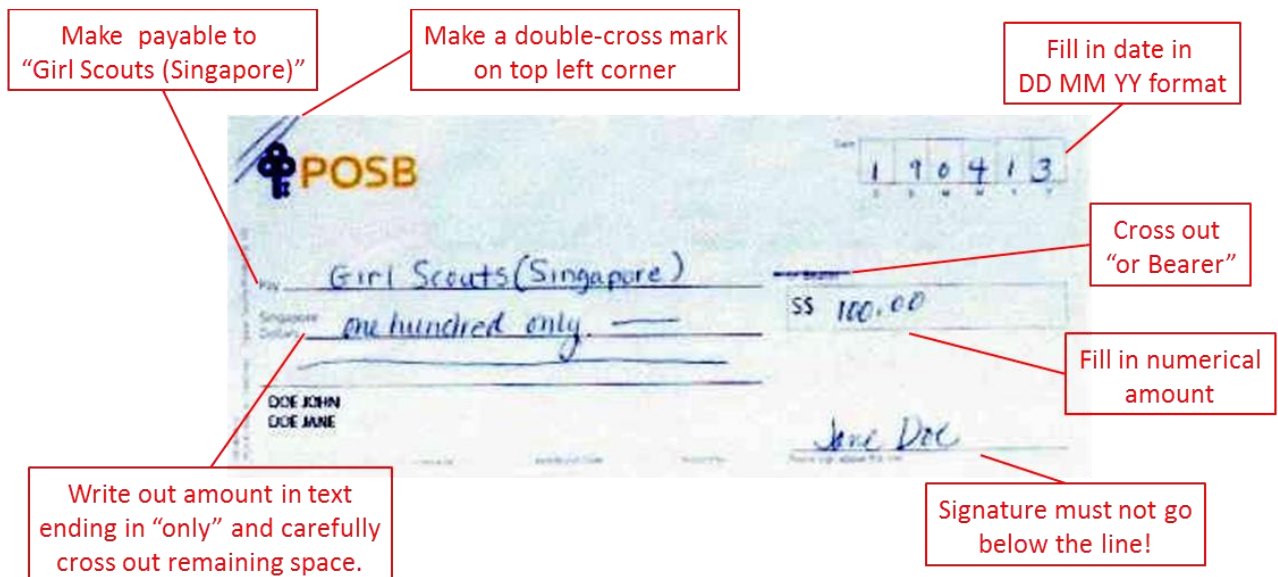 Make payable to
“Girl Scouts (Singapore)”
Make a double-cross mark
on top left corner
Fill in date in
DD MM YY format
POSB
Date
1 9 0 4 1 3
D D M M Y Y
Cross out
“or Bearer”
Pay Girl Scouts (Singapore)
Singapore
Dollars one hundred only.
S$ 100.00
Fill in numerical
amount
DOE JOHN
DOE JANE
Jane Doe
Write out amount in text
ending in “only” and carefully
cross out remaining space.
Signature must not go
below the line!